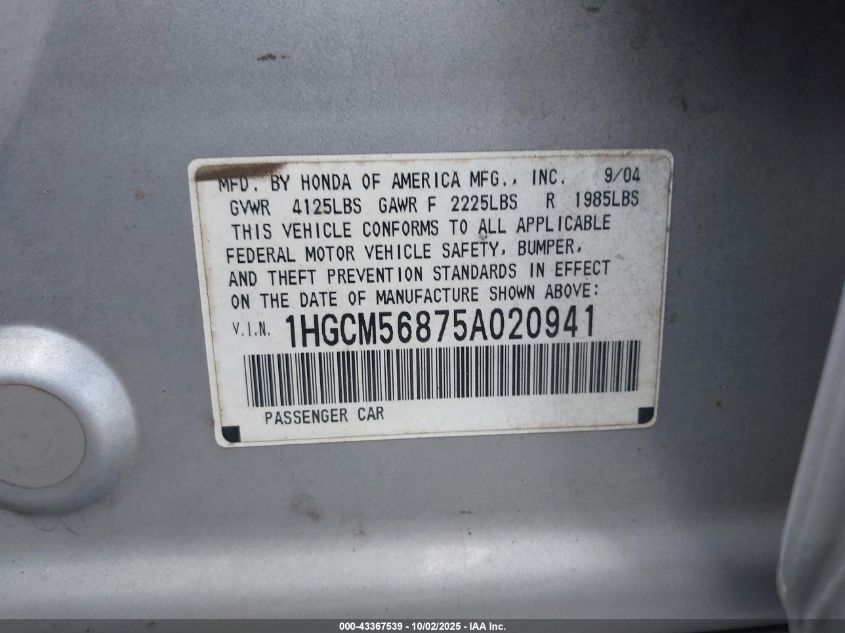 MFD. BY HONDA OF AMERICA MFG., INC. 9/04
GVWR 4125LBS GAWR F 2225LBS R 1985LBS
THIS VEHICLE CONFORMS TO ALL APPLICABLE
FEDERAL MOTOR VEHICLE SAFETY, BUMPER,
AND THEFT PREVENTION STANDARDS IN EFFECT
ON THE DATE OF MANUFACTURE SHOWN ABOVE:
V.I.N. 1HGCM56875A020941
PASSENGER CAR
000-43367539 - 10/02/2025 - IAA Inc.